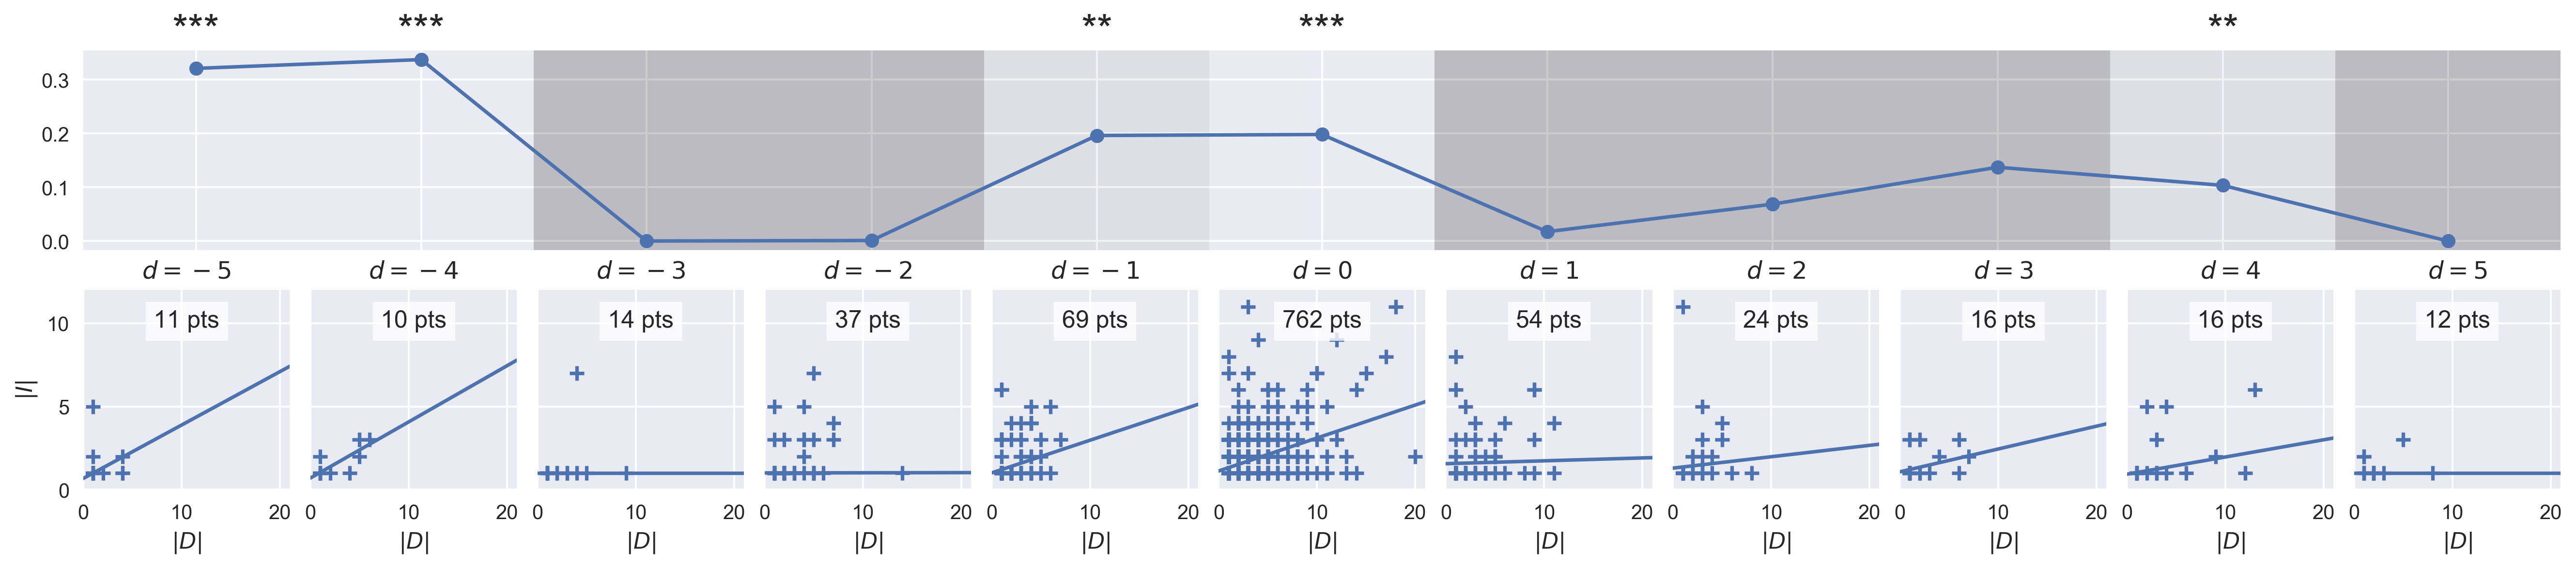 *** *** ** *** **
0.3
0.2
0.1
0.0
d = −5 d = −4 d = −3 d = −2 d = −1 d = 0 d = 1 d = 2 d = 3 d = 4 d = 5
11 pts 10 pts 14 pts 37 pts 69 pts 762 pts 54 pts 24 pts 16 pts 16 pts 12 pts
10
5
0
|I|
0 10 20 0 10 20 0 10 20 0 10 20 0 10 20 0 10 20 0 10 20 0 10 20 0 10 20 0 10 20 0 10 20
|D| |D| |D| |D| |D| |D| |D| |D| |D| |D| |D|